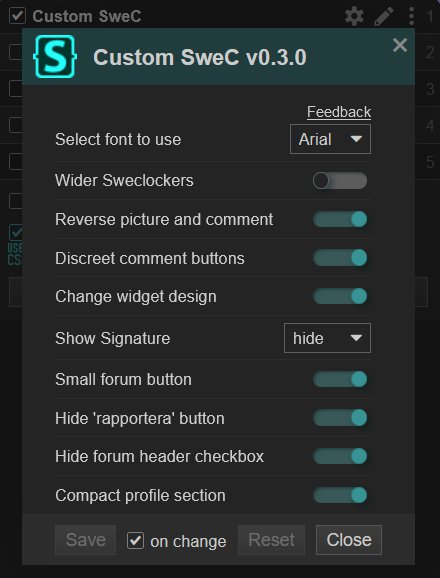 Custom SweC
1
S
Custom SweC v0.3.0
×
2
Feedback
3
Select font to use
Arial
4
5
Wider Sweclockers
Reverse picture and comment
USE
CS
Discreet comment buttons
Change widget design
Show Signature
hide
Small forum button
Hide 'rapportera' button
Hide forum header checkbox
Compact profile section
Save
on change
Reset
Close